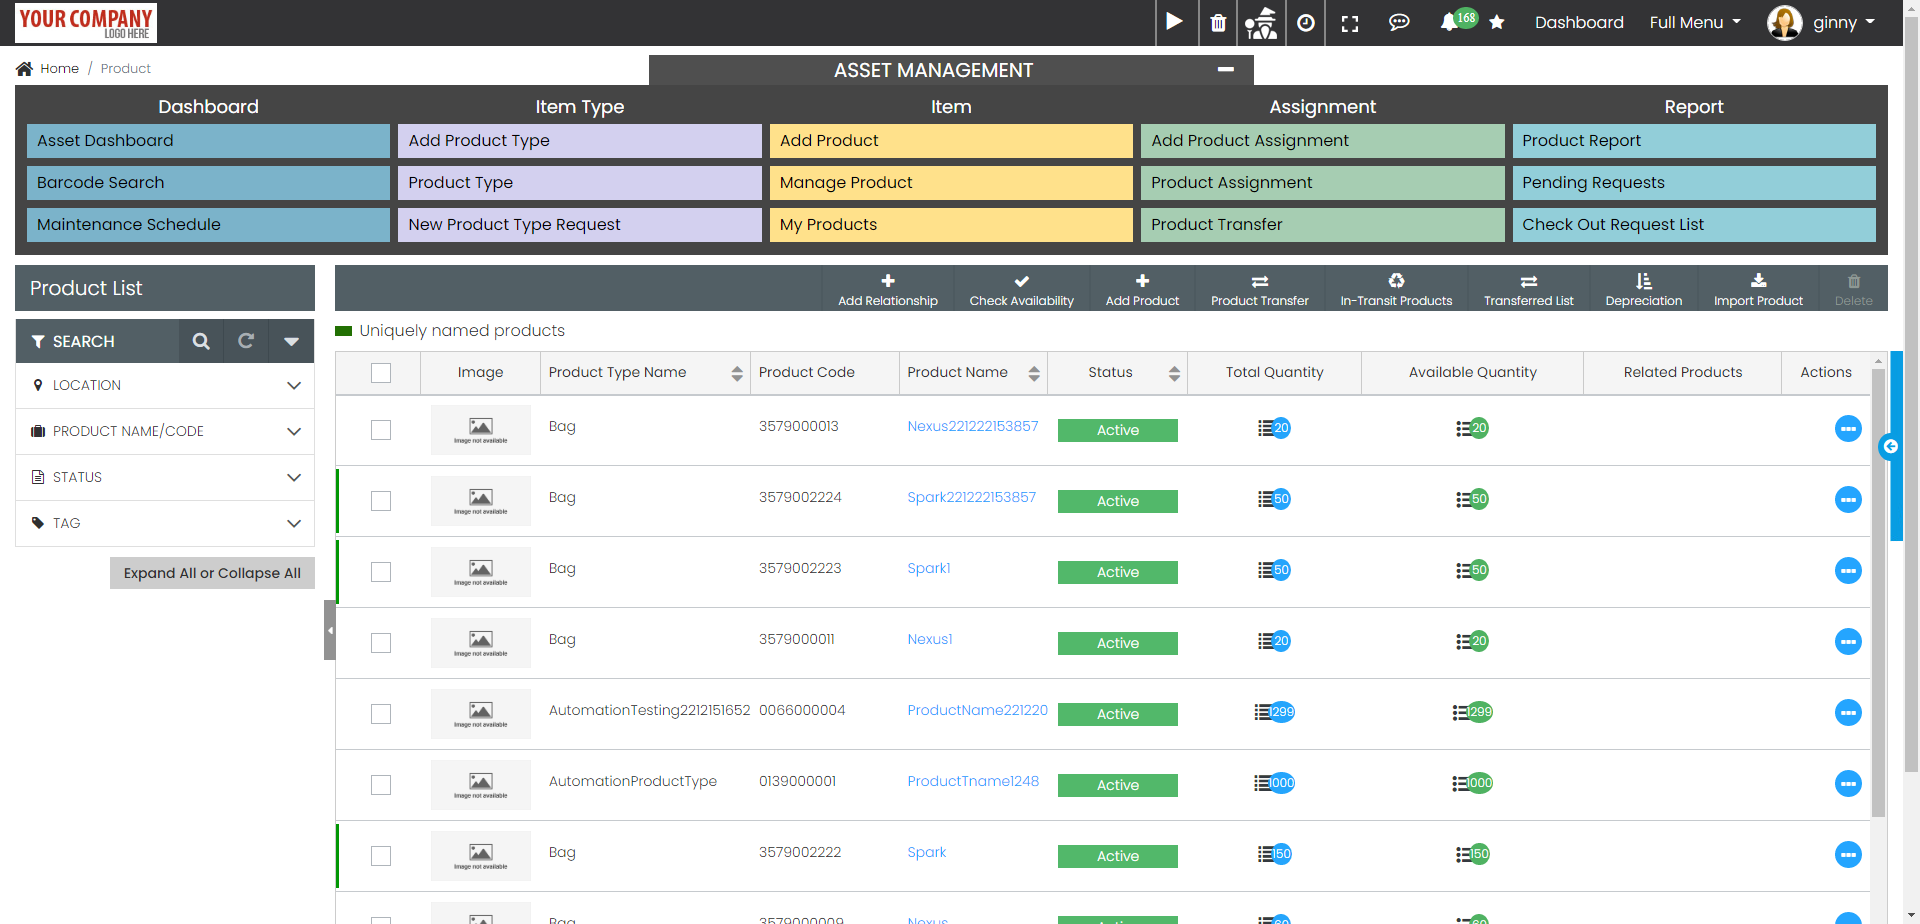 YOUR COMPANY
LOGO HERE
168
Dashboard
Full Menu
ginny
Home / Product
ASSET MANAGEMENT
Dashboard
Item Type
Item
Assignment
Report
Asset Dashboard
Add Product Type
Add Product
Add Product Assignment
Product Report
Barcode Search
Product Type
Manage Product
Product Assignment
Pending Requests
Maintenance Schedule
New Product Type Request
My Products
Product Transfer
Check Out Request List
Product List
Add Relationship
Check Availability
Add Product
Product Transfer
In-Transit Products
Transferred List
Depreciation
Import Product
Delete
SEARCH
LOCATION
PRODUCT NAME/CODE
STATUS
TAG
Expand All or Collapse All
Uniquely named products
Image
Product Type Name
Product Code
Product Name
Status
Total Quantity
Available Quantity
Related Products
Actions
Image not available
Bag
3579000013
Nexus221222153857
Active
20
20
Image not available
Bag
3579002224
Spark221222153857
Active
50
50
Image not available
Bag
3579002223
Spark1
Active
50
50
Image not available
Bag
3579000011
Nexus1
Active
20
20
Image not available
AutomationTesting2212151652
0066000004
ProductName221220
Active
1299
1299
Image not available
AutomationProductType
0139000001
ProductTname1248
Active
1000
1000
Image not available
Bag
3579002222
Spark
Active
150
150
Bag
3579000009
Nexus
Active
60
60